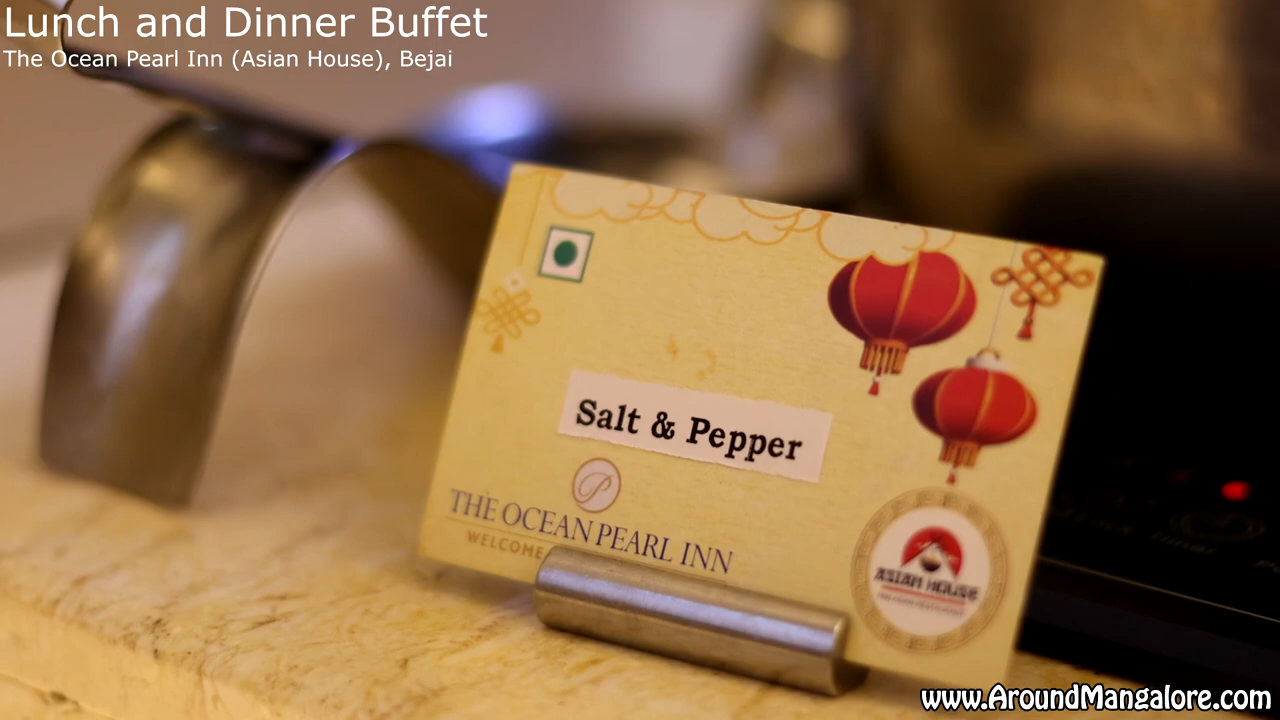 Lunch and Dinner Buffet
The Ocean Pearl Inn (Asian House), Bejai
Salt & Pepper
P
THE OCEAN PEARL INN
WELCOME
ASIAN HOUSE
www.AroundMangalore.com